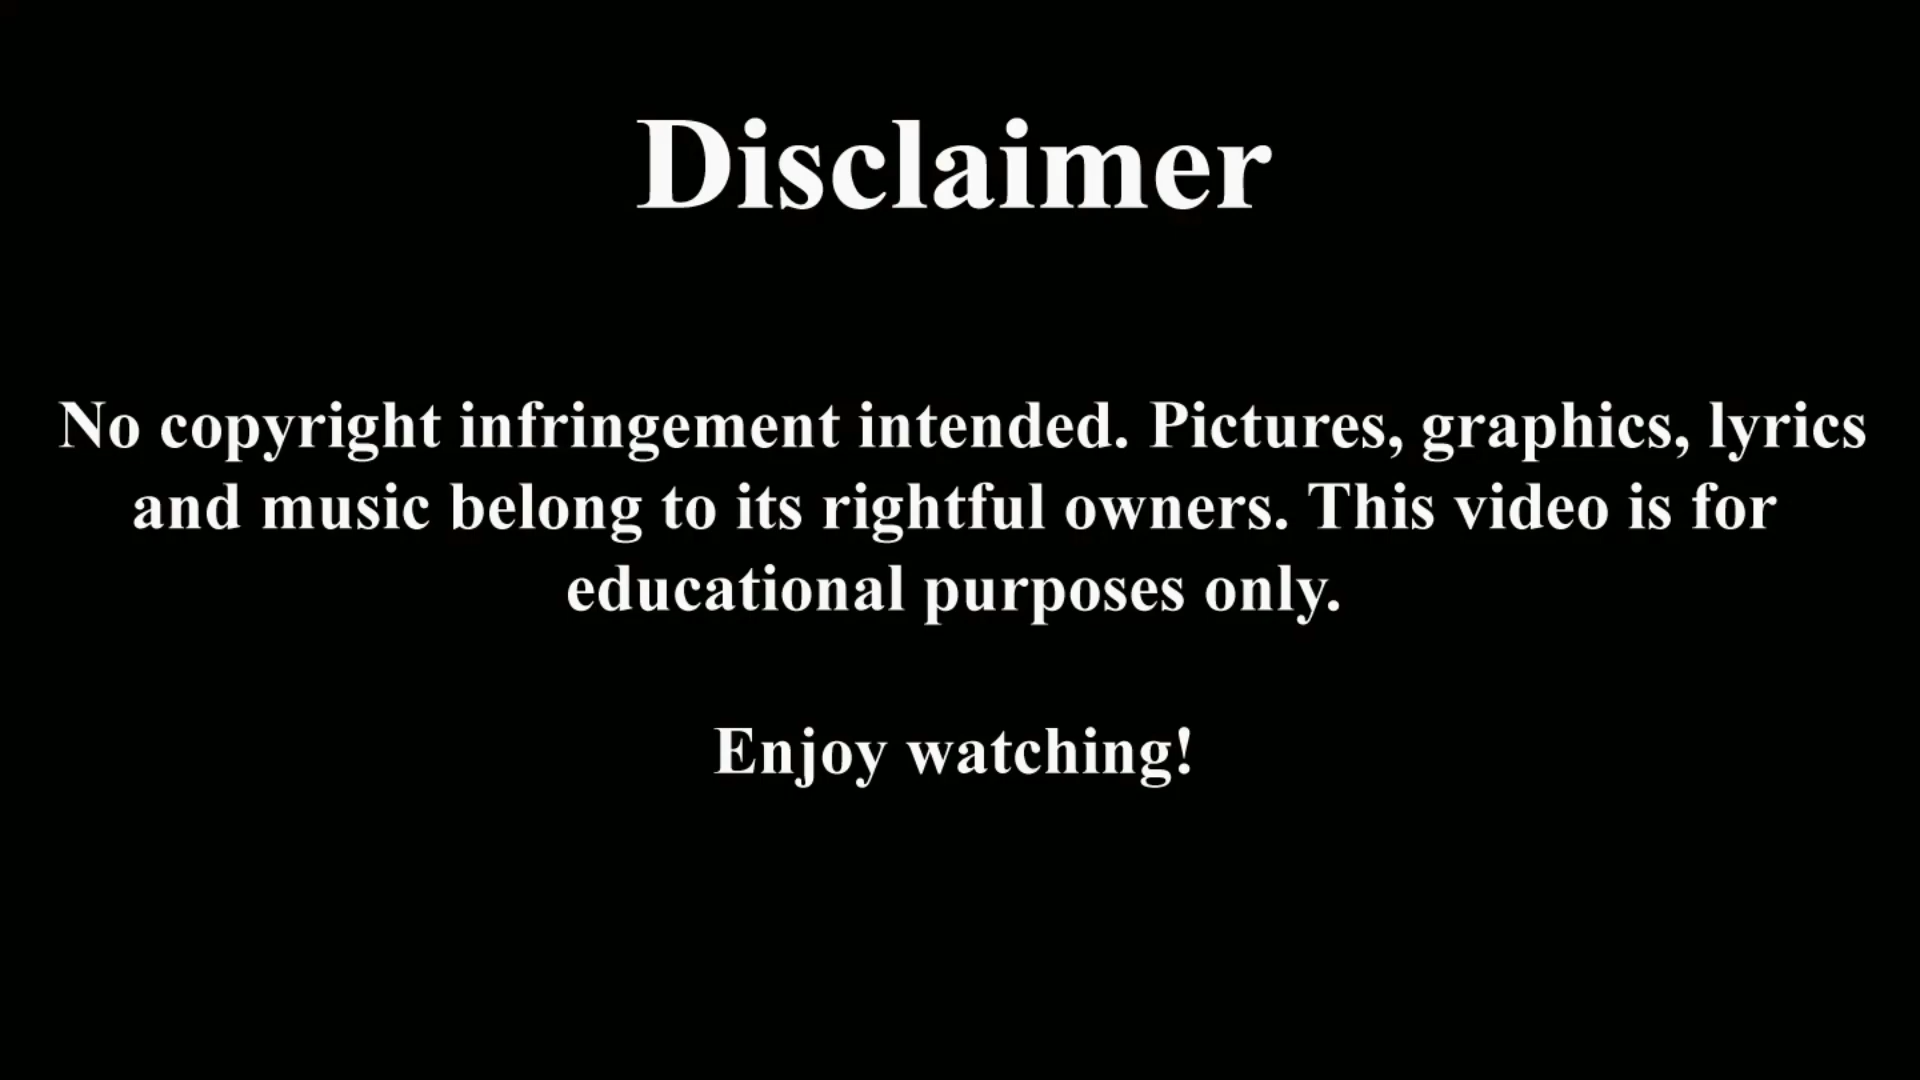 Disclaimer
No copyright infringement intended. Pictures, graphics, lyrics
and music belong to its rightful owners. This video is for
educational purposes only.
Enjoy watching!